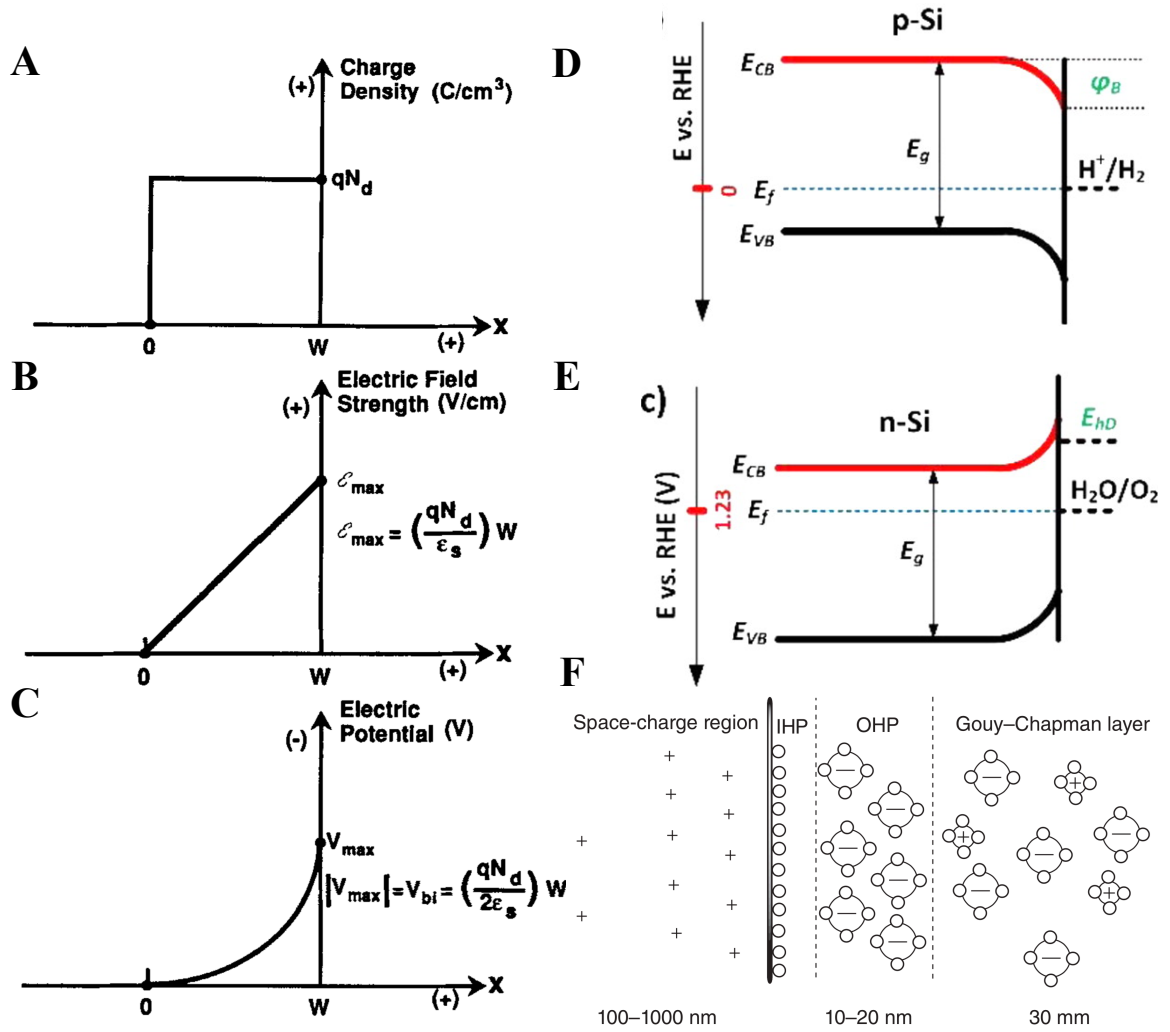 A
(+)
Charge
Density (C/cm³)
qN_d
0
W
(+)
X
B
(+)
Electric Field
Strength (V/cm)
ℰ_max
ℰ_max = (qN_d/ε_s) W
0
W
(+)
X
C
(-)
Electric
Potential (V)
V_max
|V_max| = V_bi = (qN_d/2ε_s) W
0
W
(+)
X
D
p-Si
E vs. RHE
0
E_CB
φ_B
E_g
H⁺/H₂
E_f
E_VB
E
c)
n-Si
E vs. RHE (V)
1.23
E_hD
E_CB
H₂O/O₂
E_f
E_g
E_VB
F
Space-charge region
IHP
OHP
Gouy–Chapman layer
100–1000 nm
10–20 nm
30 mm